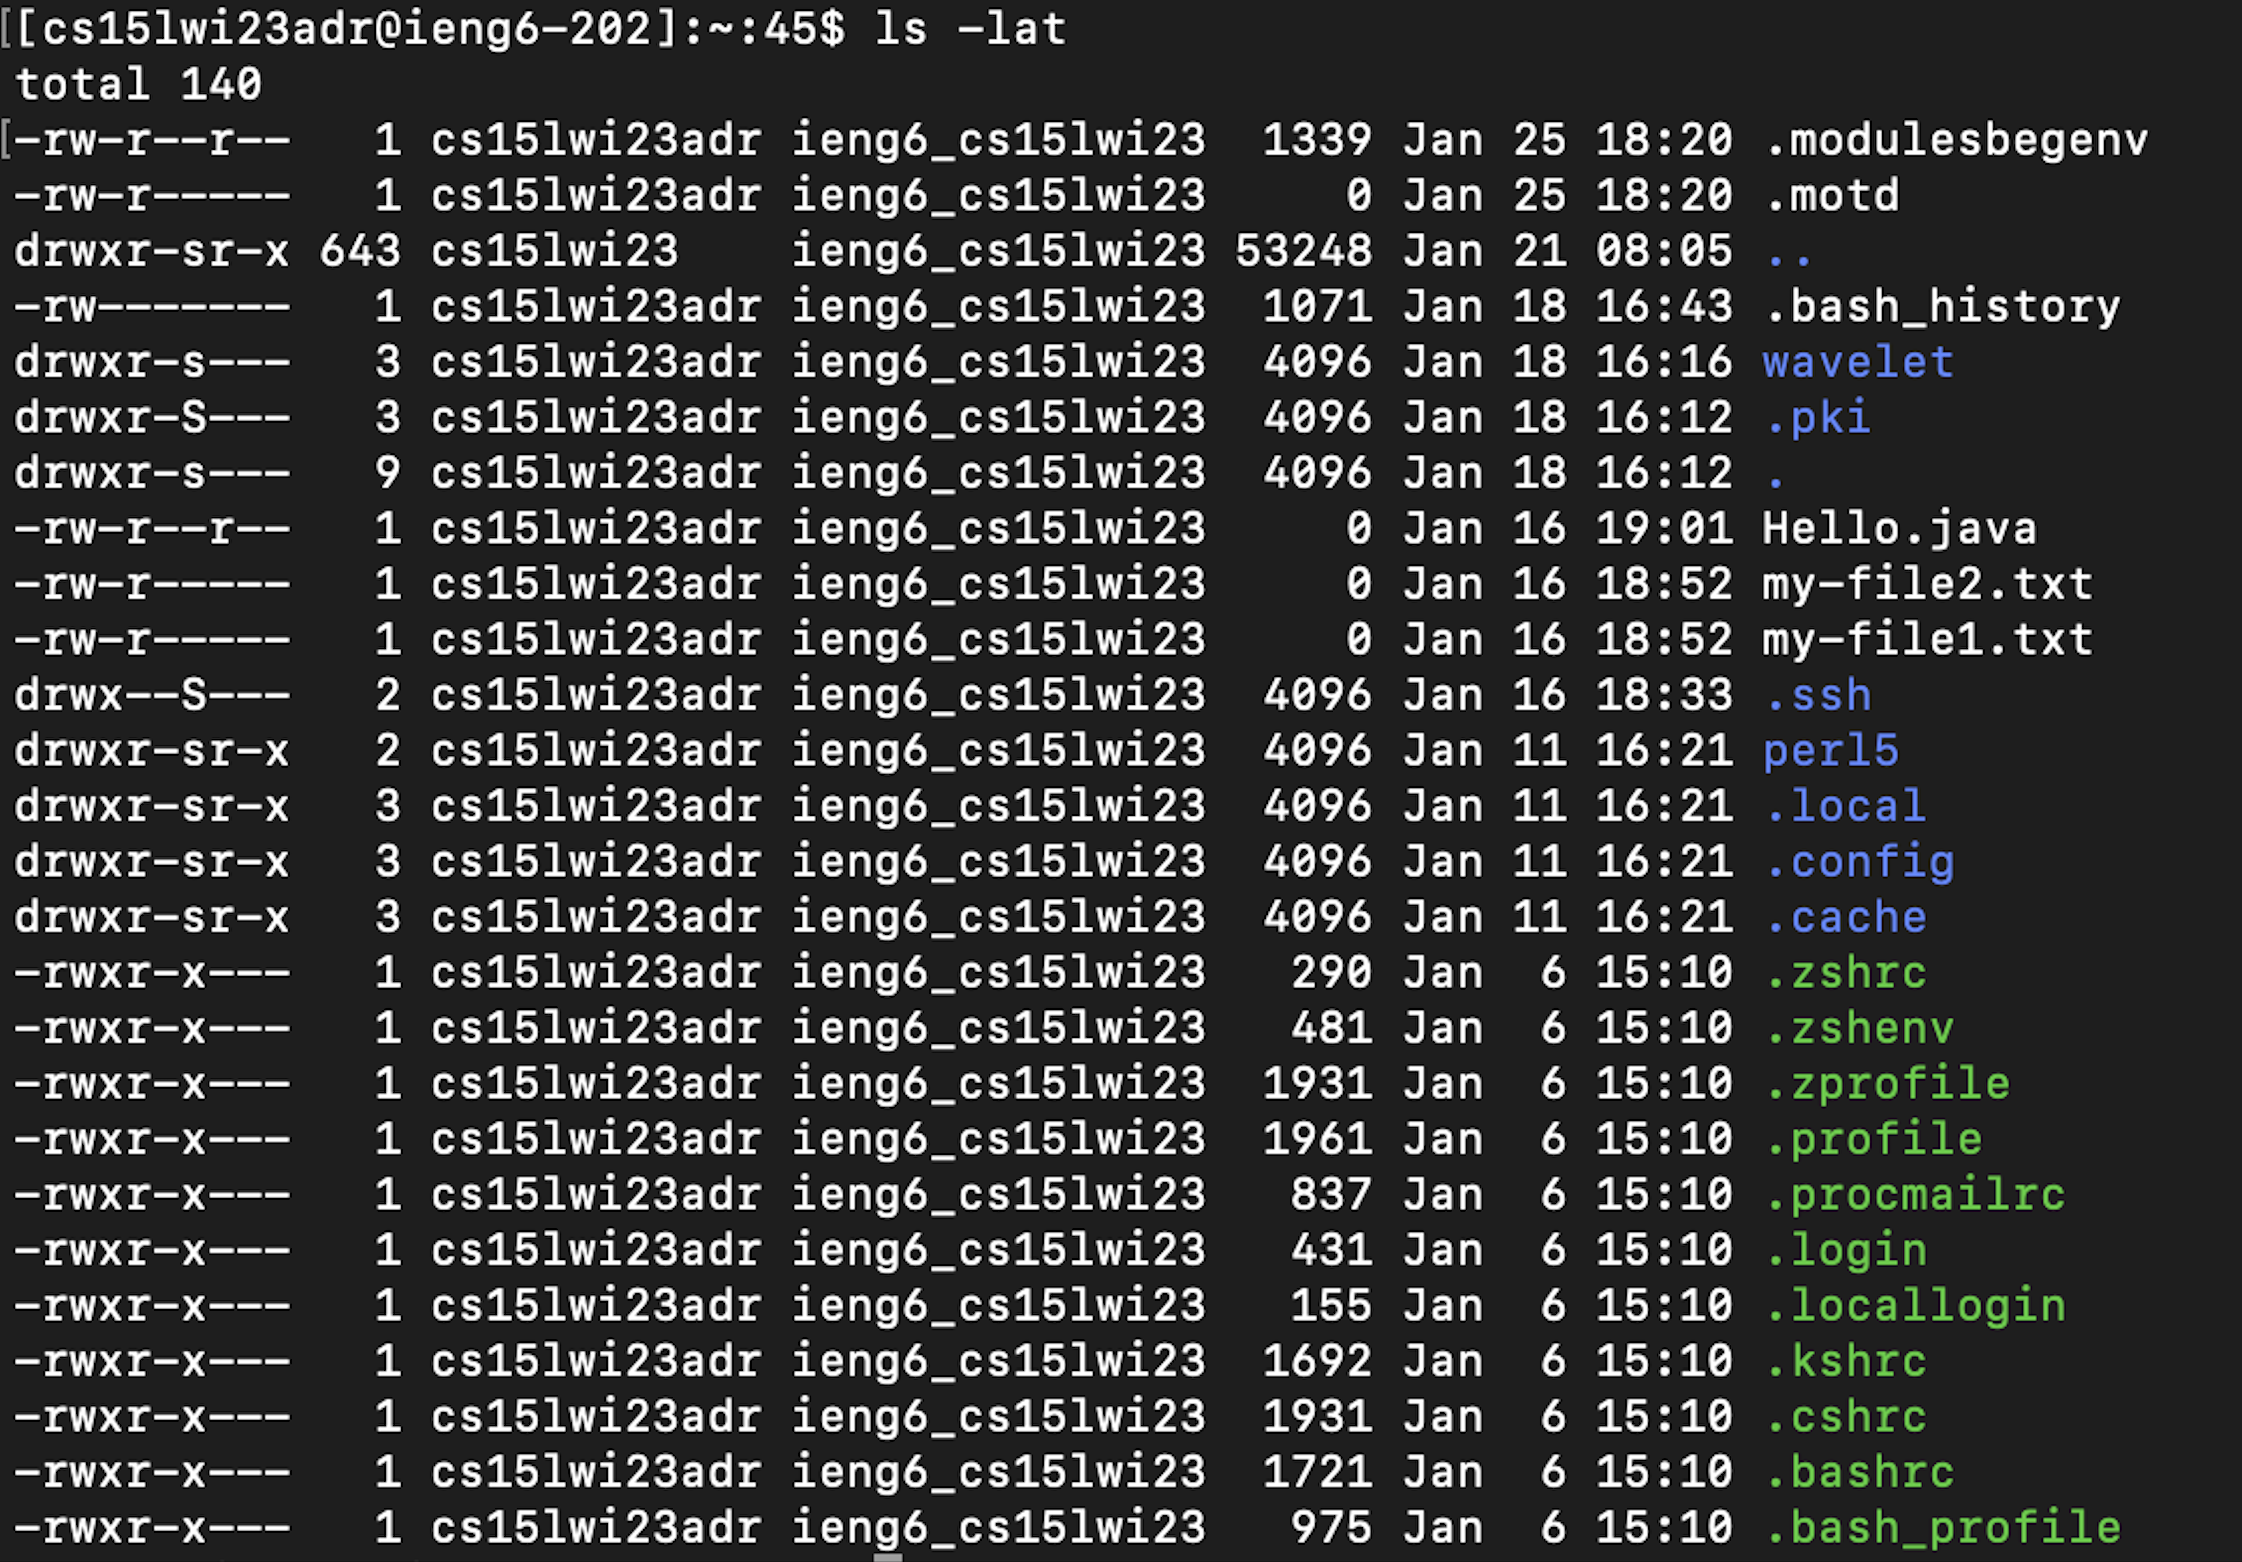 [[cs15lwi23adr@ieng6-202]:~:45$ ls -lat
total 140
[-rw-r--r--   1 cs15lwi23adr ieng6_cs15lwi23  1339 Jan 25 18:20 .modulesbegenv
-rw-r-----   1 cs15lwi23adr ieng6_cs15lwi23     0 Jan 25 18:20 .motd
drwxr-sr-x 643 cs15lwi23    ieng6_cs15lwi23 53248 Jan 21 08:05 ..
-rw-------   1 cs15lwi23adr ieng6_cs15lwi23  1071 Jan 18 16:43 .bash_history
drwxr-s---   3 cs15lwi23adr ieng6_cs15lwi23  4096 Jan 18 16:16 wavelet
drwxr-S---   3 cs15lwi23adr ieng6_cs15lwi23  4096 Jan 18 16:12 .pki
drwxr-s---   9 cs15lwi23adr ieng6_cs15lwi23  4096 Jan 18 16:12 .
-rw-r--r--   1 cs15lwi23adr ieng6_cs15lwi23     0 Jan 16 19:01 Hello.java
-rw-r-----   1 cs15lwi23adr ieng6_cs15lwi23     0 Jan 16 18:52 my-file2.txt
-rw-r-----   1 cs15lwi23adr ieng6_cs15lwi23     0 Jan 16 18:52 my-file1.txt
drwx--S---   2 cs15lwi23adr ieng6_cs15lwi23  4096 Jan 16 18:33 .ssh
drwxr-sr-x   2 cs15lwi23adr ieng6_cs15lwi23  4096 Jan 11 16:21 perl5
drwxr-sr-x   3 cs15lwi23adr ieng6_cs15lwi23  4096 Jan 11 16:21 .local
drwxr-sr-x   3 cs15lwi23adr ieng6_cs15lwi23  4096 Jan 11 16:21 .config
drwxr-sr-x   3 cs15lwi23adr ieng6_cs15lwi23  4096 Jan 11 16:21 .cache
-rwxr-x---   1 cs15lwi23adr ieng6_cs15lwi23   290 Jan  6 15:10 .zshrc
-rwxr-x---   1 cs15lwi23adr ieng6_cs15lwi23   481 Jan  6 15:10 .zshenv
-rwxr-x---   1 cs15lwi23adr ieng6_cs15lwi23  1931 Jan  6 15:10 .zprofile
-rwxr-x---   1 cs15lwi23adr ieng6_cs15lwi23  1961 Jan  6 15:10 .profile
-rwxr-x---   1 cs15lwi23adr ieng6_cs15lwi23   837 Jan  6 15:10 .procmailrc
-rwxr-x---   1 cs15lwi23adr ieng6_cs15lwi23   431 Jan  6 15:10 .login
-rwxr-x---   1 cs15lwi23adr ieng6_cs15lwi23   155 Jan  6 15:10 .locallogin
-rwxr-x---   1 cs15lwi23adr ieng6_cs15lwi23  1692 Jan  6 15:10 .kshrc
-rwxr-x---   1 cs15lwi23adr ieng6_cs15lwi23  1931 Jan  6 15:10 .cshrc
-rwxr-x---   1 cs15lwi23adr ieng6_cs15lwi23  1721 Jan  6 15:10 .bashrc
-rwxr-x---   1 cs15lwi23adr ieng6_cs15lwi23   975 Jan  6 15:10 .bash_profile